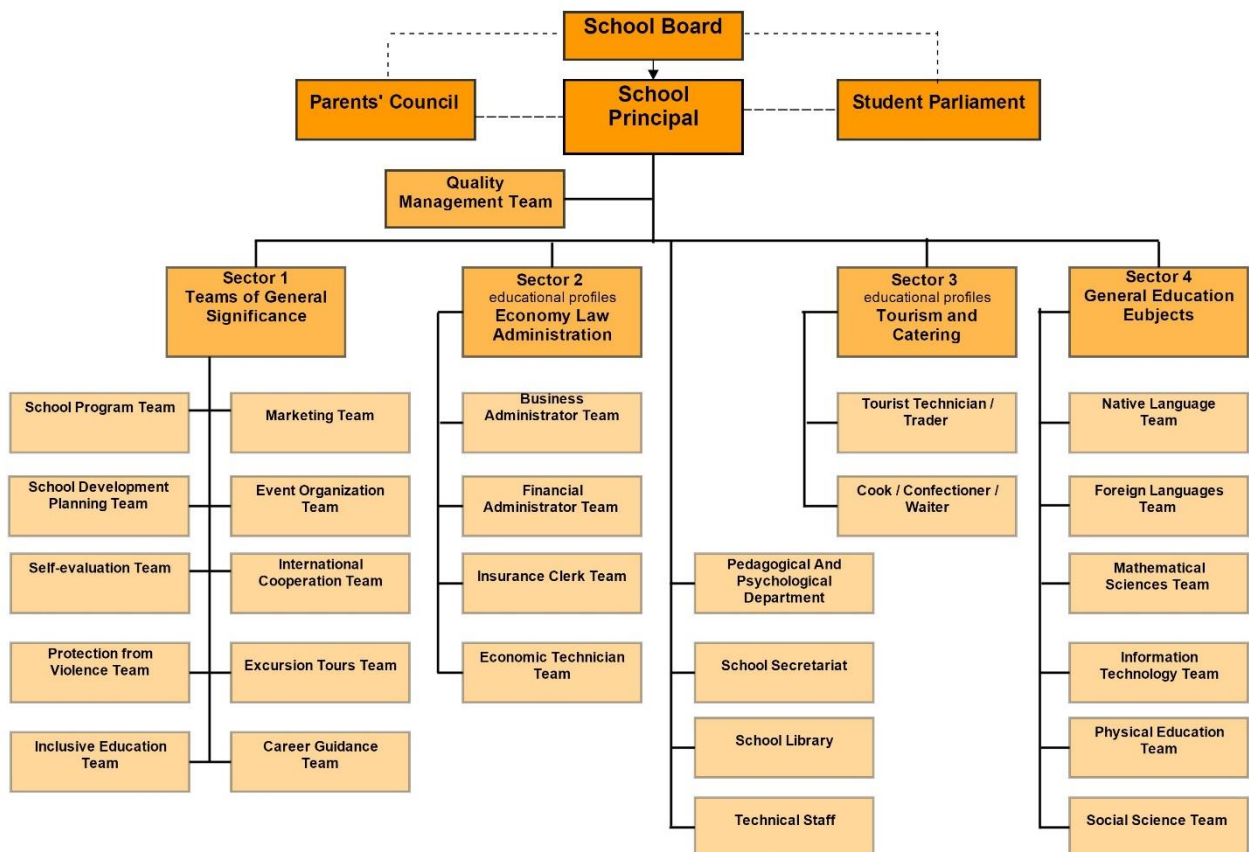 School Board
Parents' Council
School
Principal
Student Parliament
Quality
Management Team
Sector 1
Teams of General
Significance
Sector 2
educational profiles
Economy Law
Administration
Sector 3
educational profiles
Tourism and
Catering
Sector 4
General Education
Eubjects
School Program Team
Marketing Team
School Development
Planning Team
Event Organization
Team
Self-evaluation Team
International
Cooperation Team
Protection from
Violence Team
Excursion Tours Team
Inclusive Education
Team
Career Guidance
Team
Business
Administrator Team
Financial
Administrator Team
Insurance Clerk Team
Economic Technician
Team
Pedagogical And
Psychological
Department
School Secretariat
School Library
Technical Staff
Tourist Technician /
Trader
Cook / Confectioner /
Waiter
Native Language
Team
Foreign Languages
Team
Mathematical
Sciences Team
Information
Technology Team
Physical Education
Team
Social Science Team